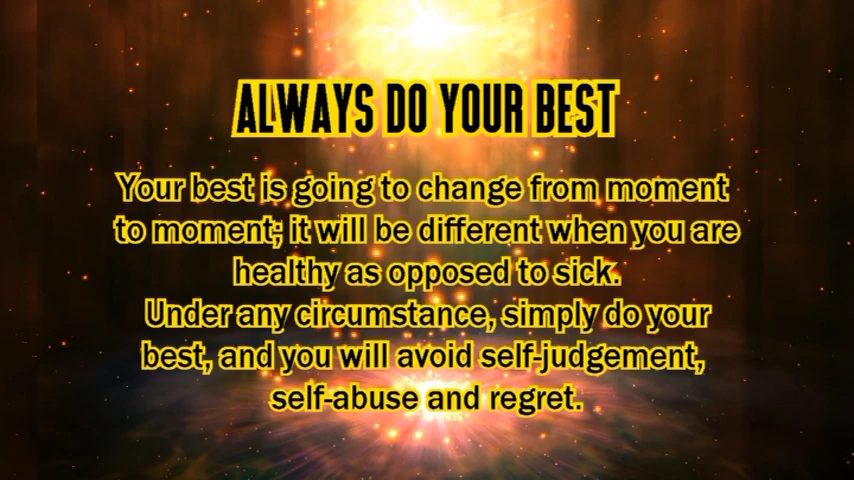 ALWAYS DO YOUR BEST
Your best is going to change from moment
to moment; it will be different when you are
healthy as opposed to sick.
Under any circumstance, simply do your
best, and you will avoid self-judgement,
self-abuse and regret.